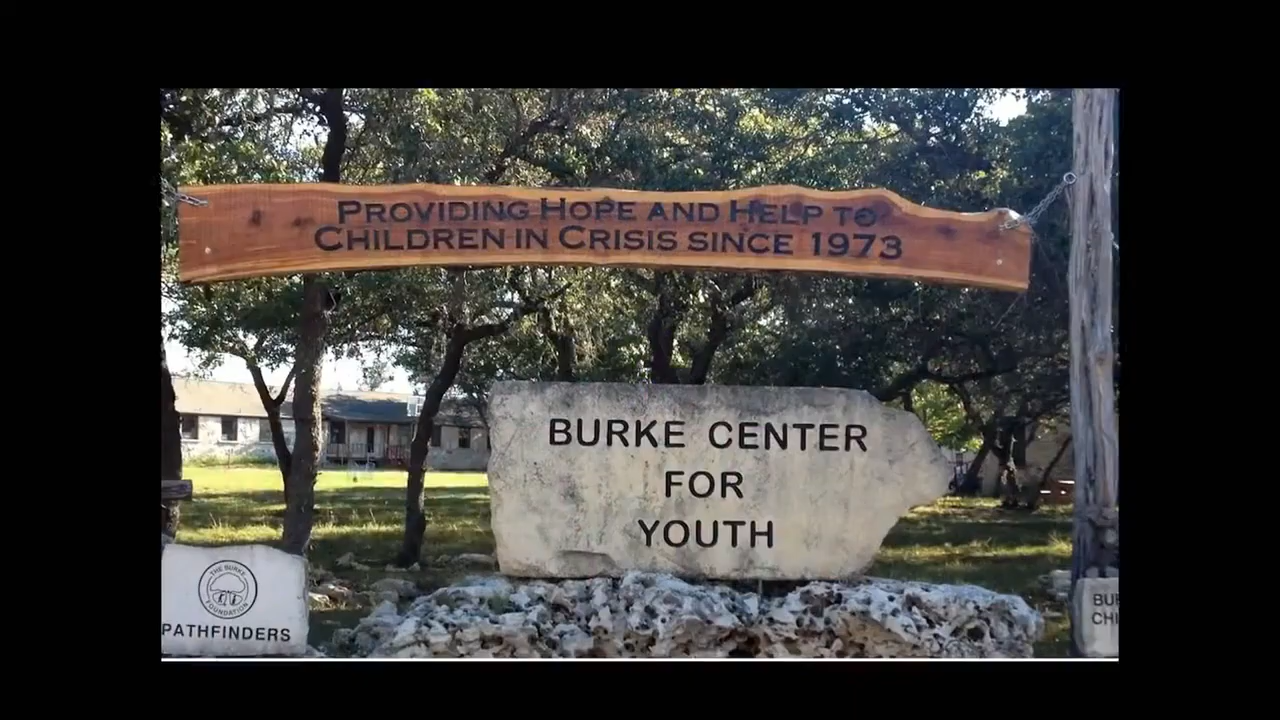 PROVIDING HOPE AND HELP TO
CHILDREN IN CRISIS SINCE 1973
BURKE CENTER
FOR
YOUTH
THE BURKE
FOUNDATION
PATHFINDERS